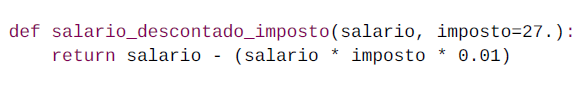 def salario_descontado_imposto(salario, imposto=27.):
    return salario - (salario * imposto * 0.01)